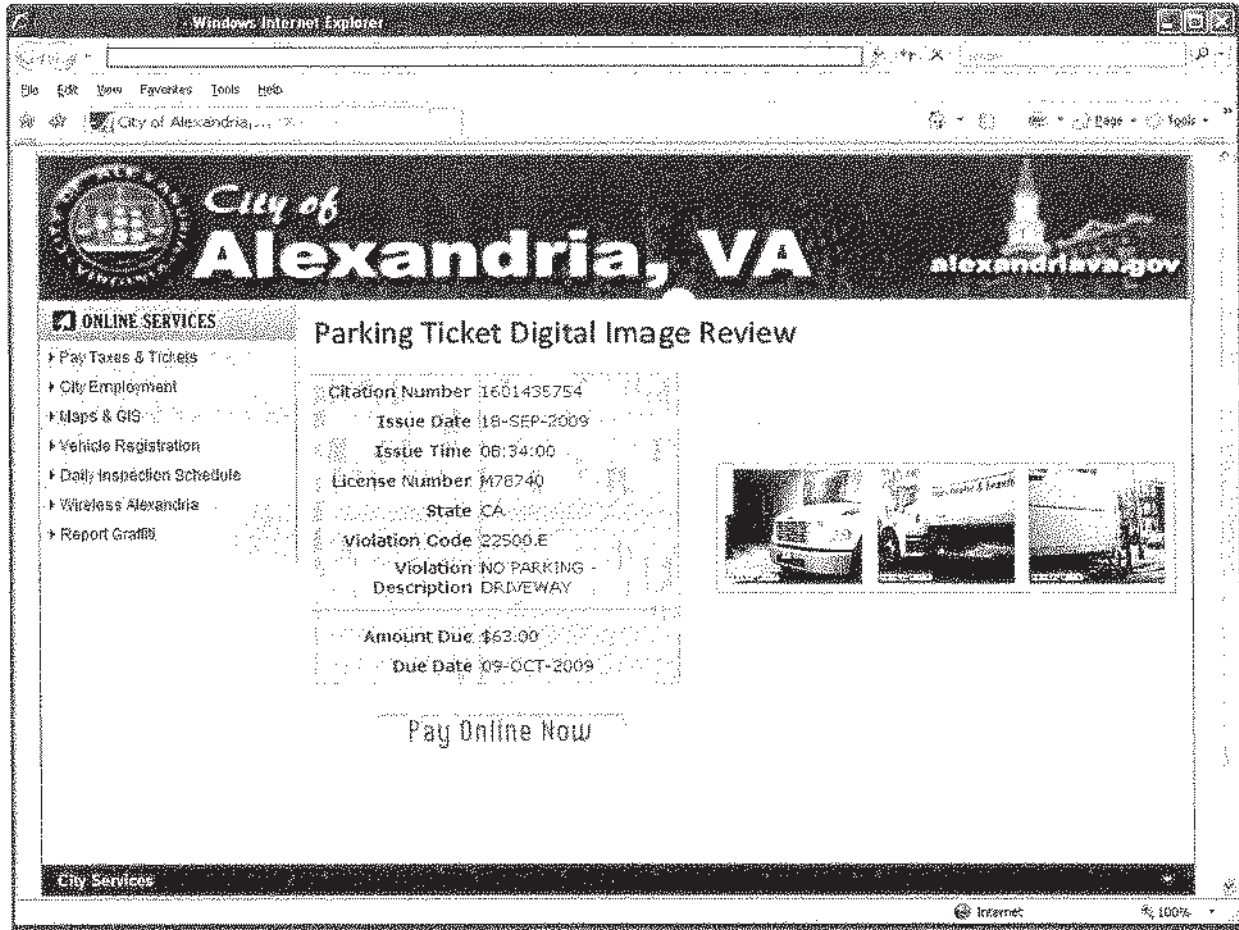 Windows Internet Explorer
File Edit View Favorites Tools Help
City of Alexandria,
Page Tools
CITY OF ALEXANDRIA VIRGINIA
City of
Alexandria, VA
alexandriava.gov
ONLINE SERVICES
Pay Taxes & Tickets
City Employment
Maps & GIS
Vehicle Registration
Daily Inspection Schedule
Wireless Alexandria
Report Graffiti
Parking Ticket Digital Image Review
Citation Number 1601435754
Issue Date 18-SEP-2009
Issue Time 08:34:00
License Number M78740
State CA
Violation Code 22500.E
Violation NO PARKING -
Description DRIVEWAY
Amount Due $63.00
Due Date 09-OCT-2009
Pay Online Now
City Services
Internet 100%